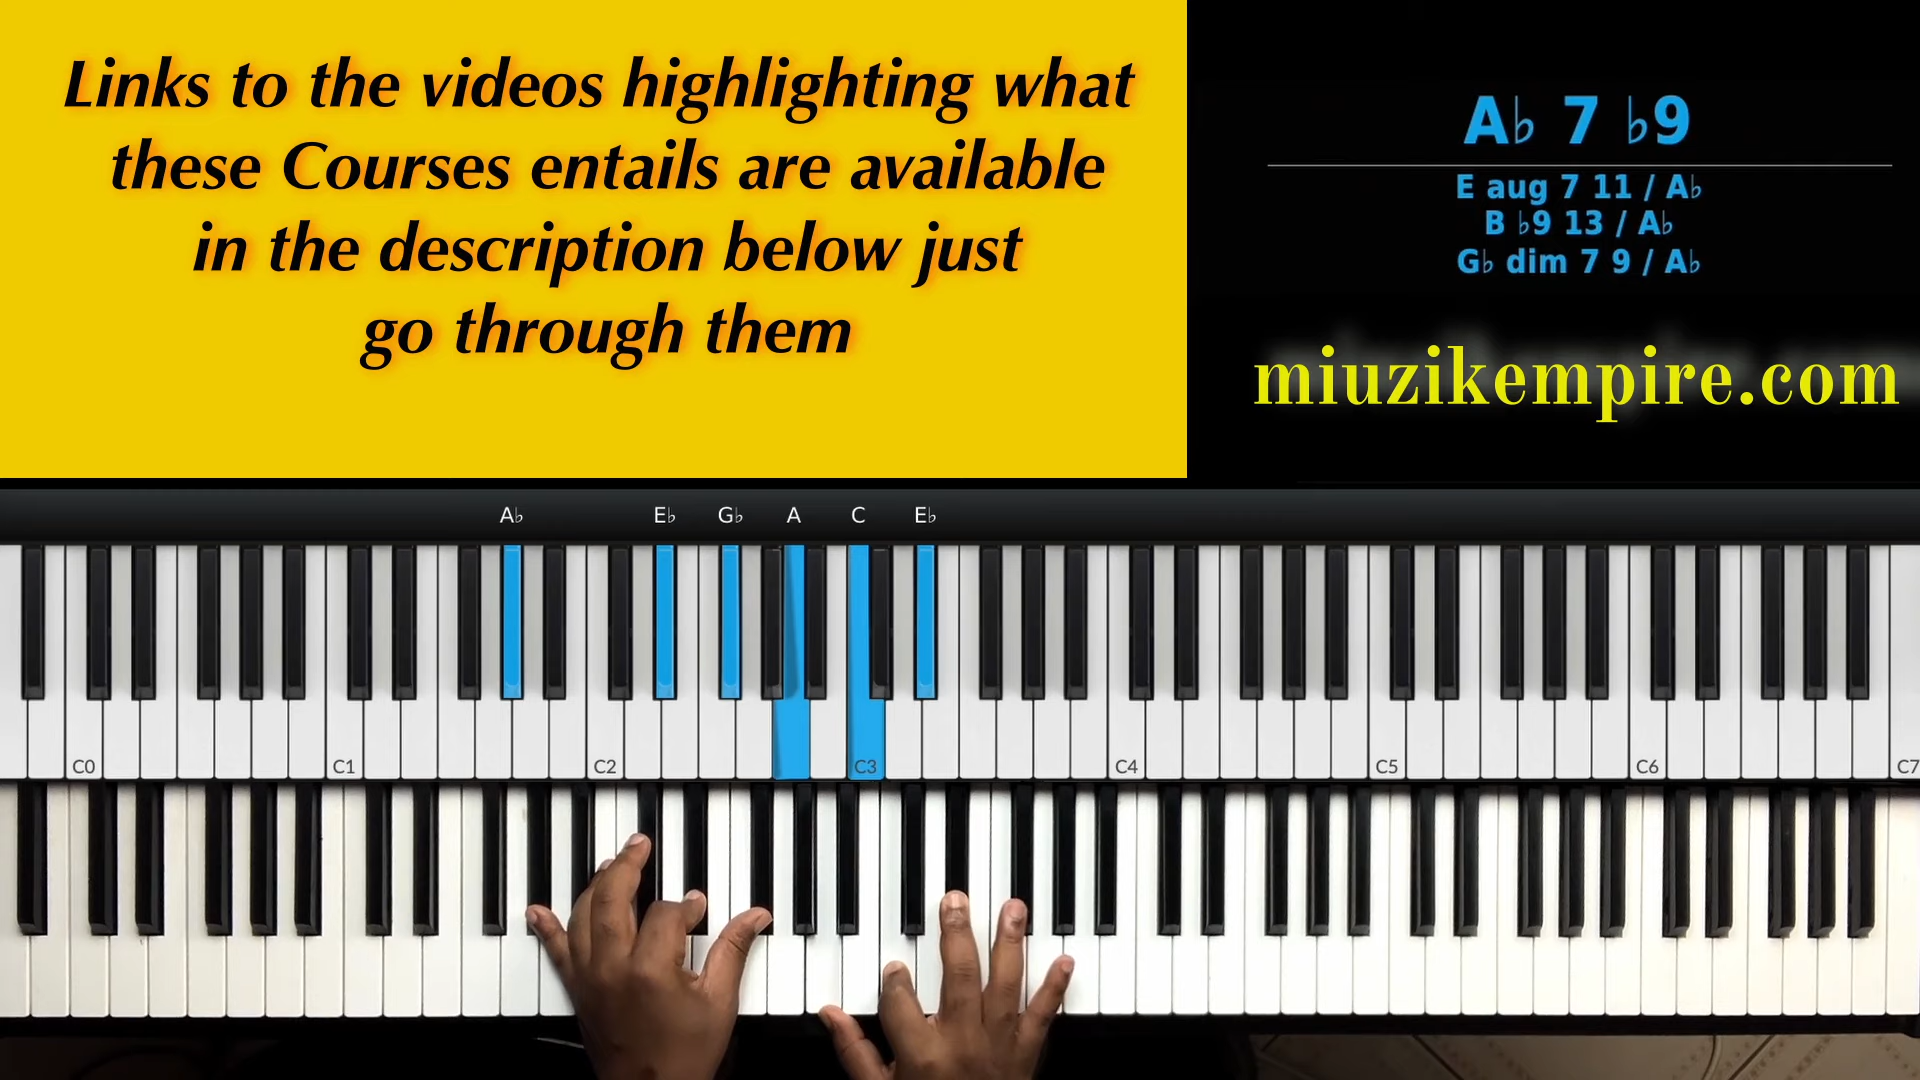 Links to the videos highlighting what
these Courses entails are available
in the description below just
go through them
A♭ 7 ♭9
E aug 7 11 / A♭
B ♭9 13 / A♭
G♭ dim 7 9 / A♭
miuzikempire.com
A♭ E♭ G♭ A C E♭
C0 C1 C2 C3 C4 C5 C6 C7